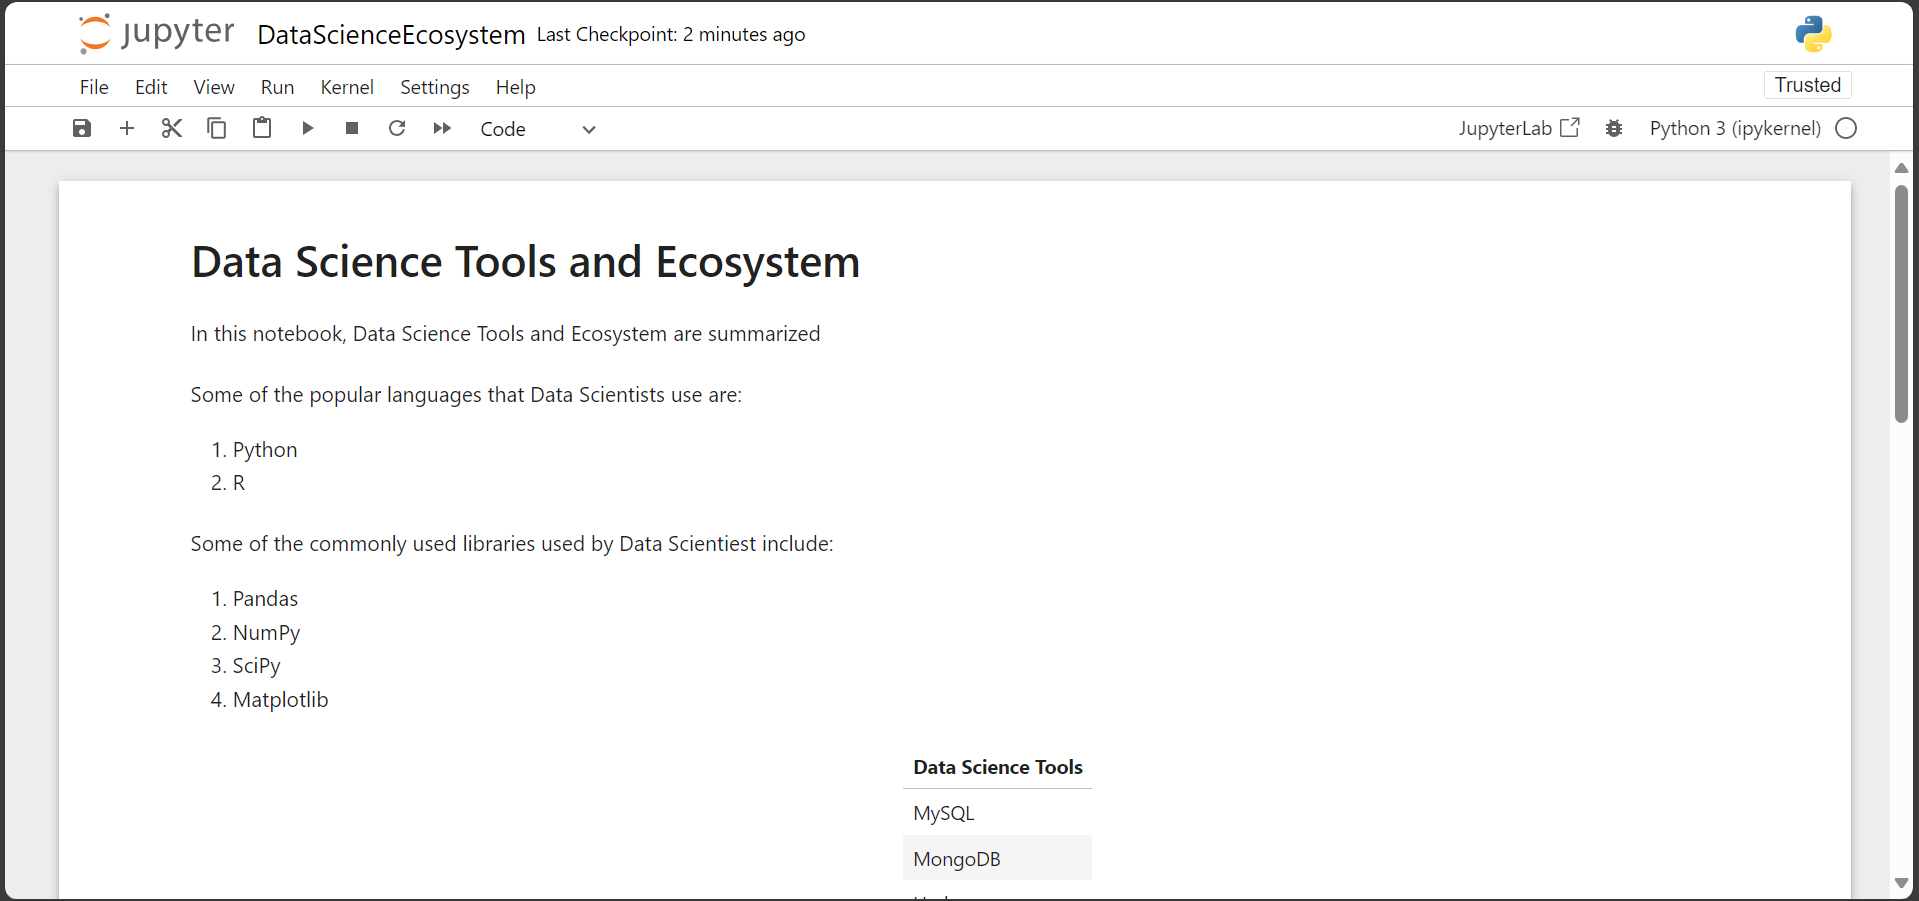 jupyter DataScienceEcosystem Last Checkpoint: 2 minutes ago
File Edit View Run Kernel Settings Help Trusted
Code JupyterLab Python 3 (ipykernel)
Data Science Tools and Ecosystem
In this notebook, Data Science Tools and Ecosystem are summarized
Some of the popular languages that Data Scientists use are:
1. Python
2. R
Some of the commonly used libraries used by Data Scientiest include:
1. Pandas
2. NumPy
3. SciPy
4. Matplotlib
Data Science Tools
MySQL
MongoDB